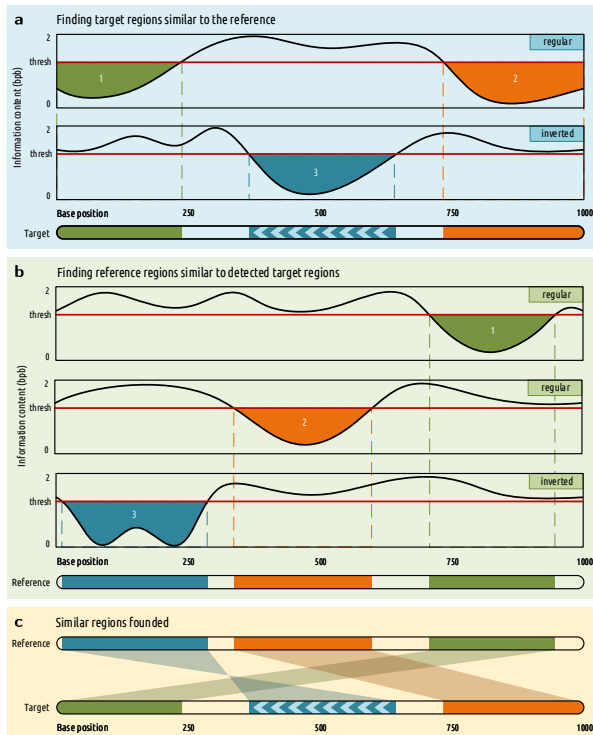 a Finding target regions similar to the reference
Information content (bpb)
2
regular
thresh
1
2
0
2
inverted
thresh
3
0
Base position 250 500 750 1000
Target
b Finding reference regions similar to detected target regions
Information content (bpb)
2
regular
thresh
1
0
2
regular
thresh
2
0
2
inverted
thresh
3
0
Base position 250 500 750 1000
Reference
c Similar regions founded
Reference
Target
Base position 250 500 750 1000